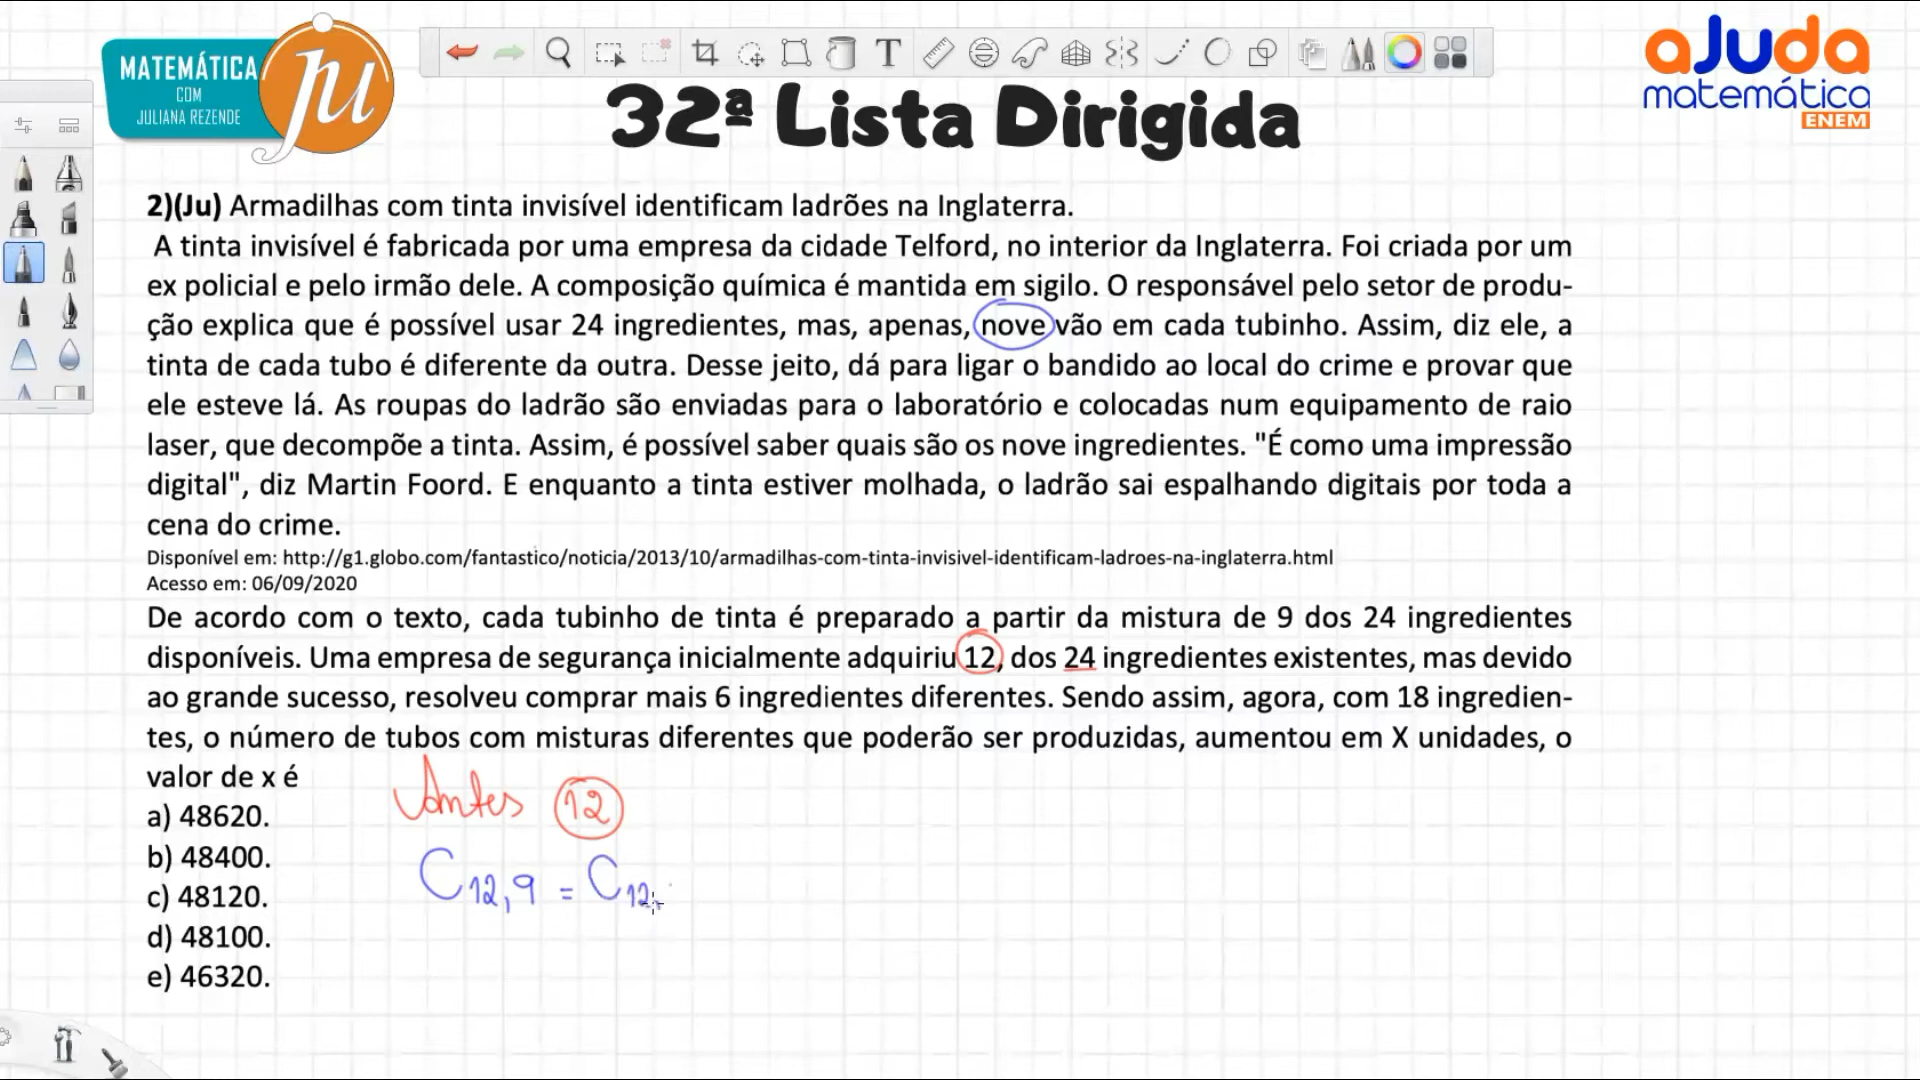 MATEMÁTICA
COM
JULIANA REZENDE
ju
T
aJuda
matemática
ENEM
32ª Lista Dirigida
2)(Ju) Armadilhas com tinta invisível identificam ladrões na Inglaterra.
A tinta invisível é fabricada por uma empresa da cidade Telford, no interior da Inglaterra. Foi criada por um
ex policial e pelo irmão dele. A composição química é mantida em sigilo. O responsável pelo setor de produ-
ção explica que é possível usar 24 ingredientes, mas, apenas, nove vão em cada tubinho. Assim, diz ele, a
tinta de cada tubo é diferente da outra. Desse jeito, dá para ligar o bandido ao local do crime e provar que
ele esteve lá. As roupas do ladrão são enviadas para o laboratório e colocadas num equipamento de raio
laser, que decompõe a tinta. Assim, é possível saber quais são os nove ingredientes. "É como uma impressão
digital", diz Martin Foord. E enquanto a tinta estiver molhada, o ladrão sai espalhando digitais por toda a
cena do crime.
Disponível em: http://g1.globo.com/fantastico/noticia/2013/10/armadilhas-com-tinta-invisivel-identificam-ladroes-na-inglaterra.html
Acesso em: 06/09/2020
De acordo com o texto, cada tubinho de tinta é preparado a partir da mistura de 9 dos 24 ingredientes
disponíveis. Uma empresa de segurança inicialmente adquiriu 12, dos 24 ingredientes existentes, mas devido
ao grande sucesso, resolveu comprar mais 6 ingredientes diferentes. Sendo assim, agora, com 18 ingredien-
tes, o número de tubos com misturas diferentes que poderão ser produzidas, aumentou em X unidades, o
valor de x é
Antes 12
a) 48620.
b) 48400.
C12,9 = C12,
c) 48120.
d) 48100.
e) 46320.